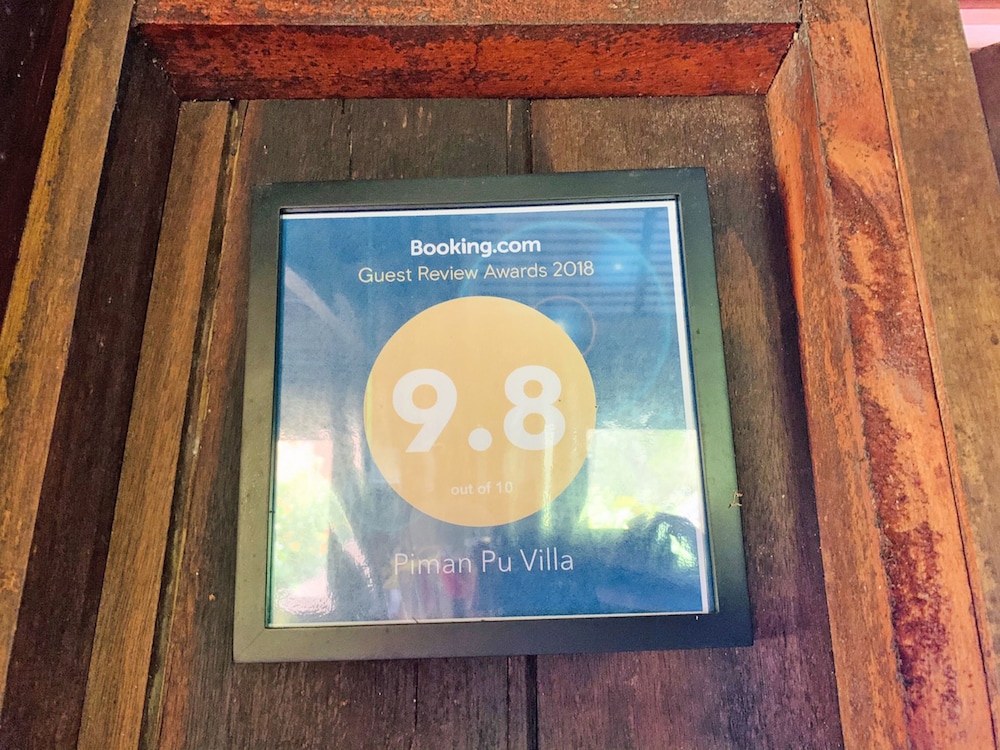 Booking.com
Guest Review Awards 2018
9.8
out of 10
Piman Pu Villa